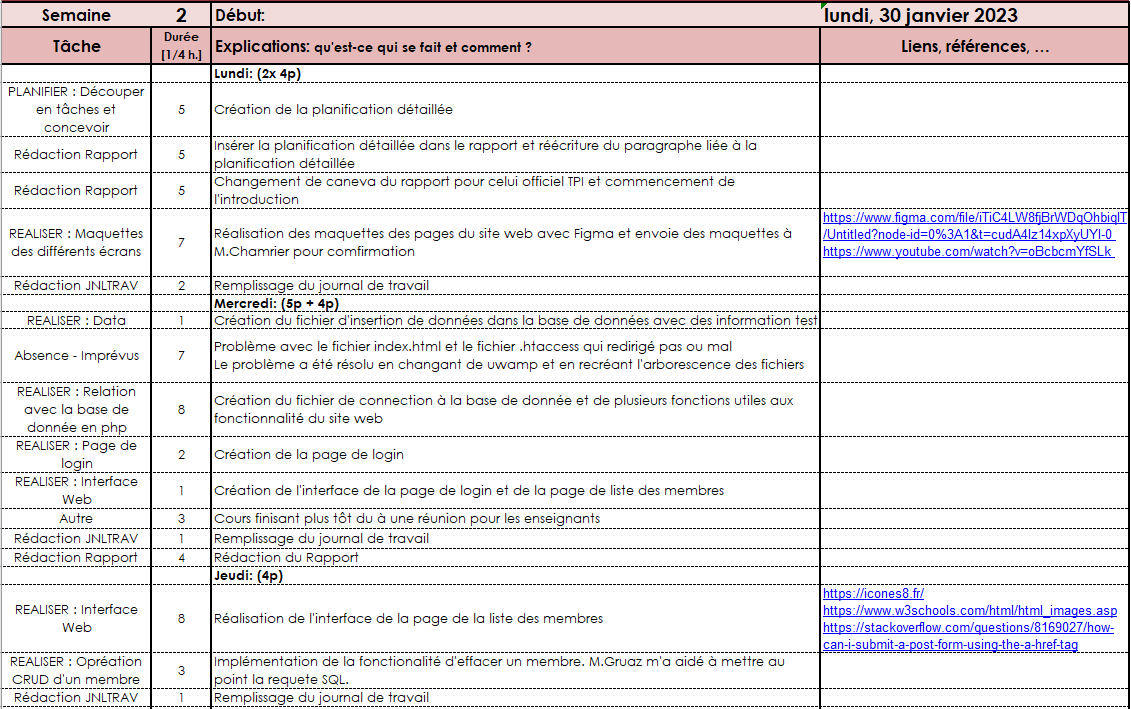 Semaine 2 Début: lundi, 30 janvier 2023
Tâche Durée [1/4 h.] Explications: qu'est-ce qui se fait et comment ? Liens, références, …
Lundi: (2x 4p)
PLANIFIER : Découper
en tâches et
concevoir
5
Création de la planification détaillée
Rédaction Rapport
5
Insérer la planification détaillée dans le rapport et réécriture du paragraphe liée à la
planification détaillée
Rédaction Rapport
5
Changement de caneva du rapport pour celui officiel TPI et commencement de
l'introduction
REALISER : Maquettes
des différents écrans
7
Réalisation des maquettes des pages du site web avec Figma et envoie des maquettes à
M.Chamrier pour comfirmation
https://www.figma.com/file/iTiC4LW8fjBrWDgOhbiqlT
/Untitled?node-id=0%3A1&t=cudA4lz14xpXyUYI-0
https://www.youtube.com/watch?v=oBcbcmYfSLk
Rédaction JNLTRAV 2 Remplissage du journal de travail
Mercredi: (5p + 4p)
REALISER : Data 1 Création du fichier d'insertion de données dans la base de données avec des information test
Absence - Imprévus
7
Problème avec le fichier index.html et le fichier .htaccess qui redirigé pas ou mal
Le problème a été résolu en changant de uwamp et en recréant l'arborescence des fichiers
REALISER : Relation
avec la base de
donnée en php
8
Création du fichier de connection à la base de donnée et de plusieurs fonctions utiles aux
fonctionnalité du site web
REALISER : Page de
login
2
Création de la page de login
REALISER : Interface
Web
1
Création de l'interface de la page de login et de la page de liste des membres
Autre 3 Cours finisant plus tôt du à une réunion pour les enseignants
Rédaction JNLTRAV 1 Remplissage du journal de travail
Rédaction Rapport 4 Rédaction du Rapport
Jeudi: (4p)
REALISER : Interface
Web
8
Réalisation de l'interface de la page de la liste des membres
https://icones8.fr/
https://www.w3schools.com/html/html_images.asp
https://stackoverflow.com/questions/8169027/how-
can-i-submit-a-post-form-using-the-a-href-tag
REALISER : Opréation
CRUD d'un membre
3
Implémentation de la fonctionalité d'effacer un membre. M.Gruaz m'a aidé à mettre au
point la requete SQL.
Rédaction JNLTRAV 1 Remplissage du journal de travail